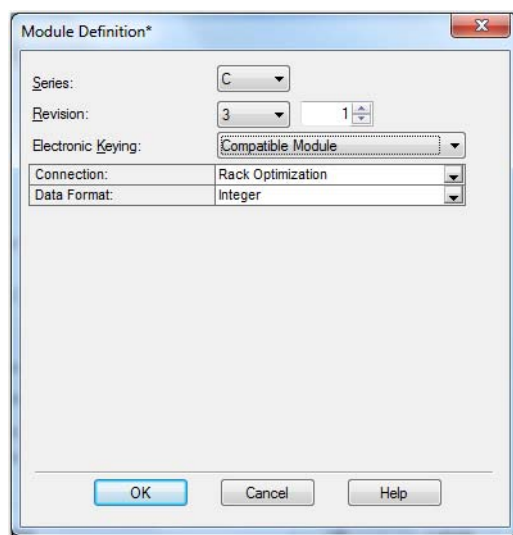 Module Definition*
Series: C
Revision: 3 1
Electronic Keying: Compatible Module
Connection: Rack Optimization
Data Format: Integer
OK Cancel Help